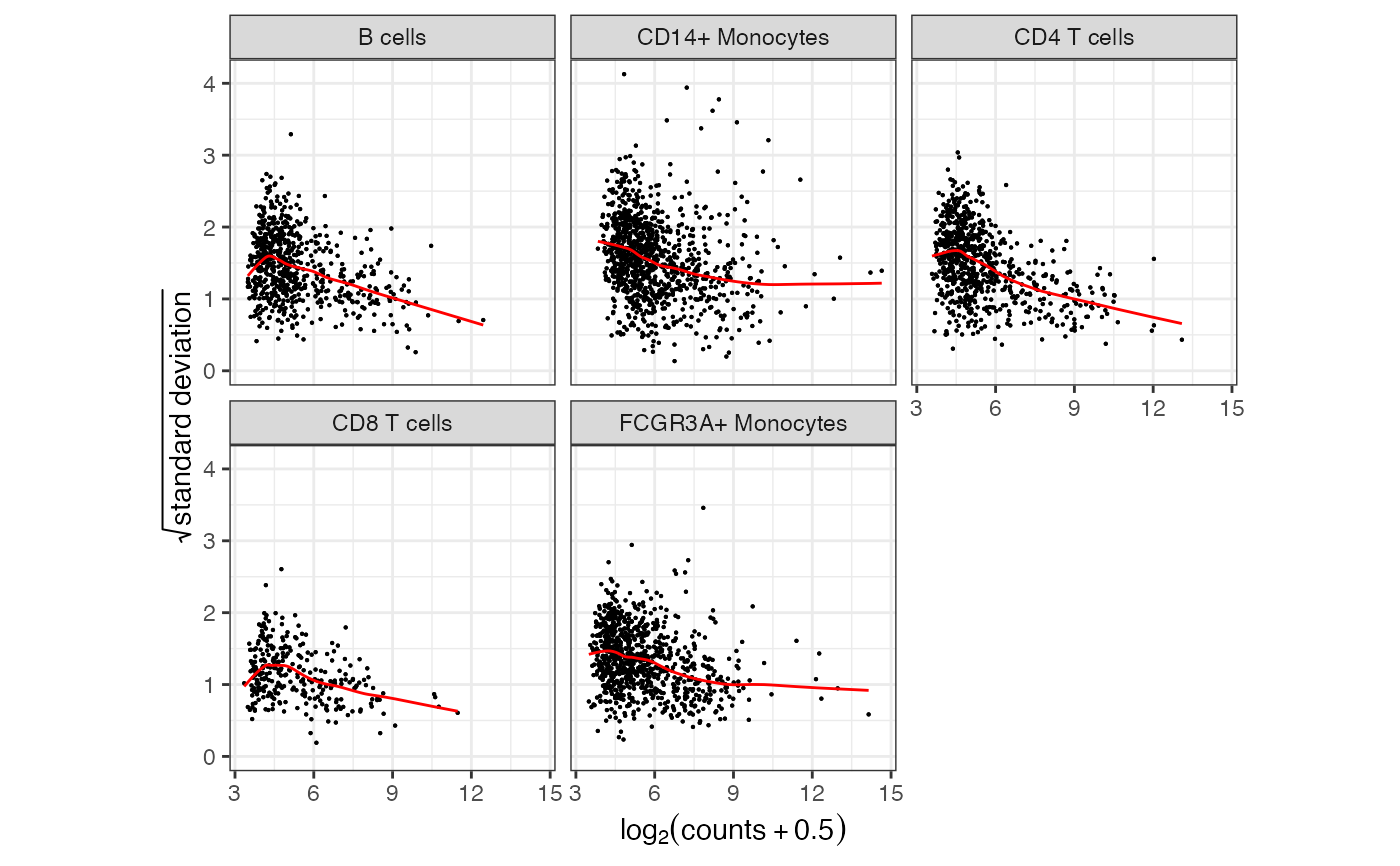 B cells
CD14+ Monocytes
CD4 T cells
4
3
2
1
0
3 6 9 12 15
CD8 T cells
FCGR3A+ Monocytes
4
3
2
1
0
3 6 9 12 15
3 6 9 12 15
√standard deviation
log₂(counts + 0.5)